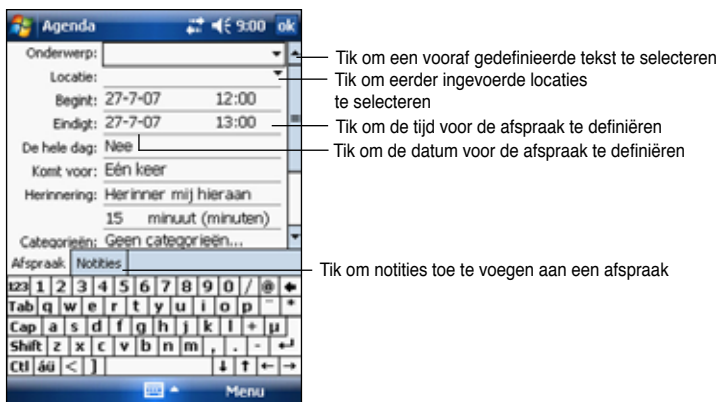 Agenda 9:00 ok
Onderwerp:
Locatie:
Begint: 27-7-07 12:00
Eindigt: 27-7-07 13:00
De hele dag: Nee
Komt voor: Eén keer
Herinnering: Herinner mij hieraan
15 minuut (minuten)
Categorieën: Geen categorieën...
Afspraak Notities
123 1 2 3 4 5 6 7 8 9 0 / @
Tab q w e r t y u i o p " *
Cap a s d f g h j k l + µ
Shift z x c v b n m , . -
Ctl áü < ]
Menu
Tik om een vooraf gedefinieerde tekst te selecteren
Tik om eerder ingevoerde locaties
te selecteren
Tik om de tijd voor de afspraak te definiëren
Tik om de datum voor de afspraak te definiëren
Tik om notities toe te voegen aan een afspraak